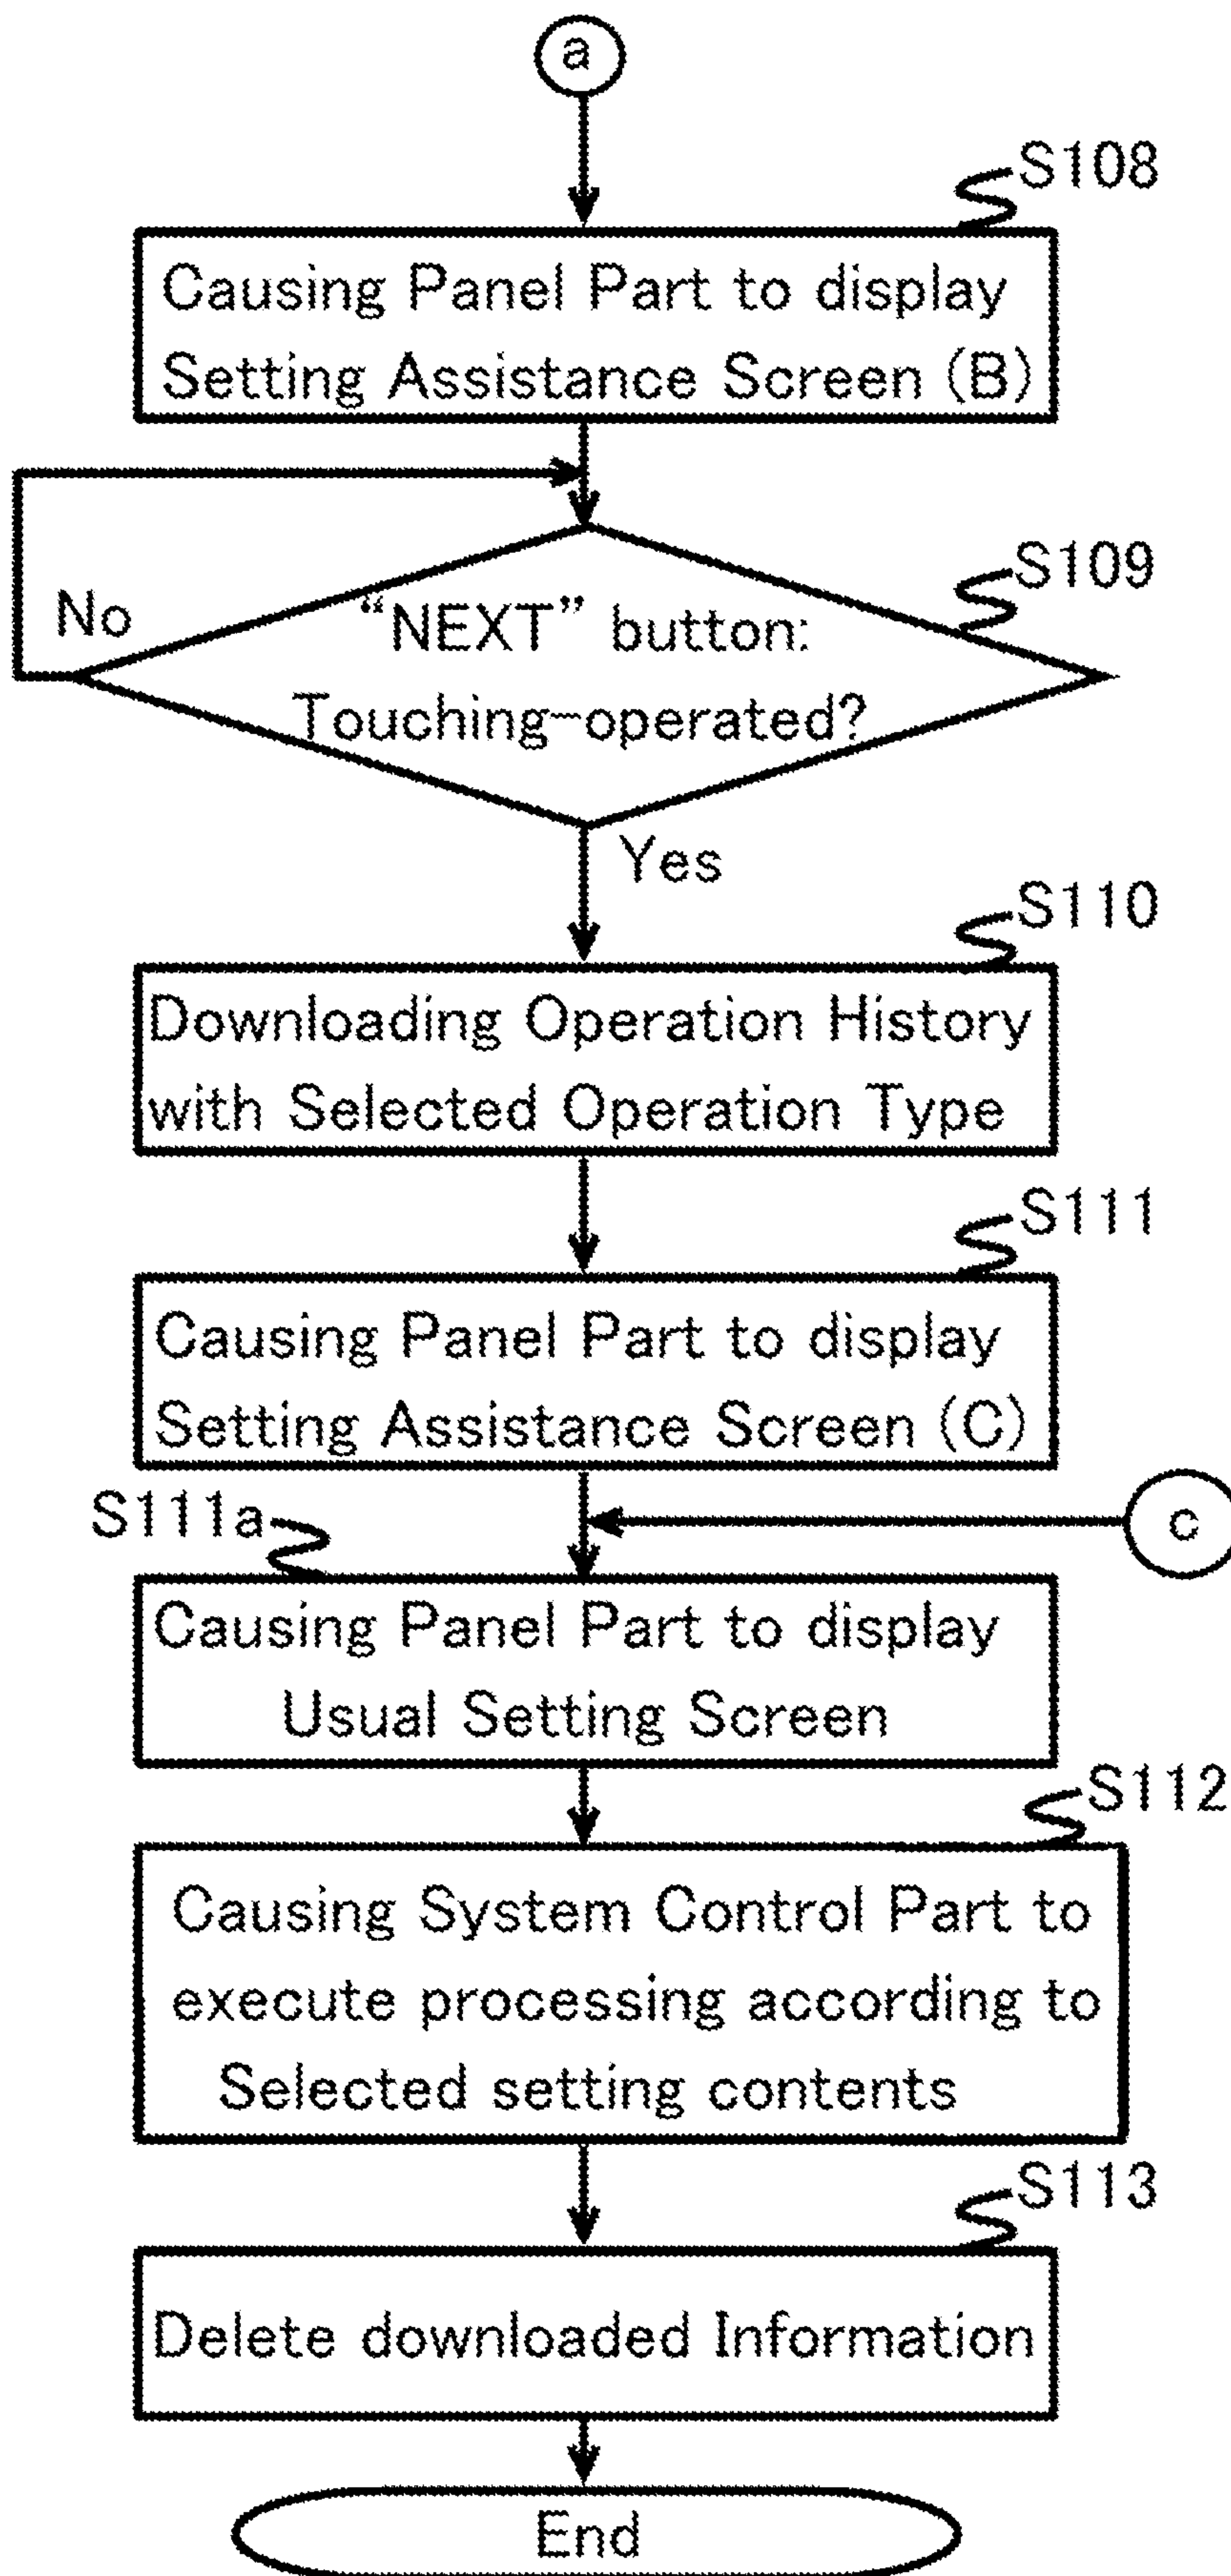 a
S108
Causing Panel Part to display
Setting Assistance Screen (B)
S109
No
“NEXT” button:
Touching-operated?
Yes
S110
Downloading Operation History
with Selected Operation Type
S111
Causing Panel Part to display
Setting Assistance Screen (C)
S111a
c
Causing Panel Part to display
Usual Setting Screen
S112
Causing System Control Part to
execute processing according to
Selected setting contents
S113
Delete downloaded Information
End